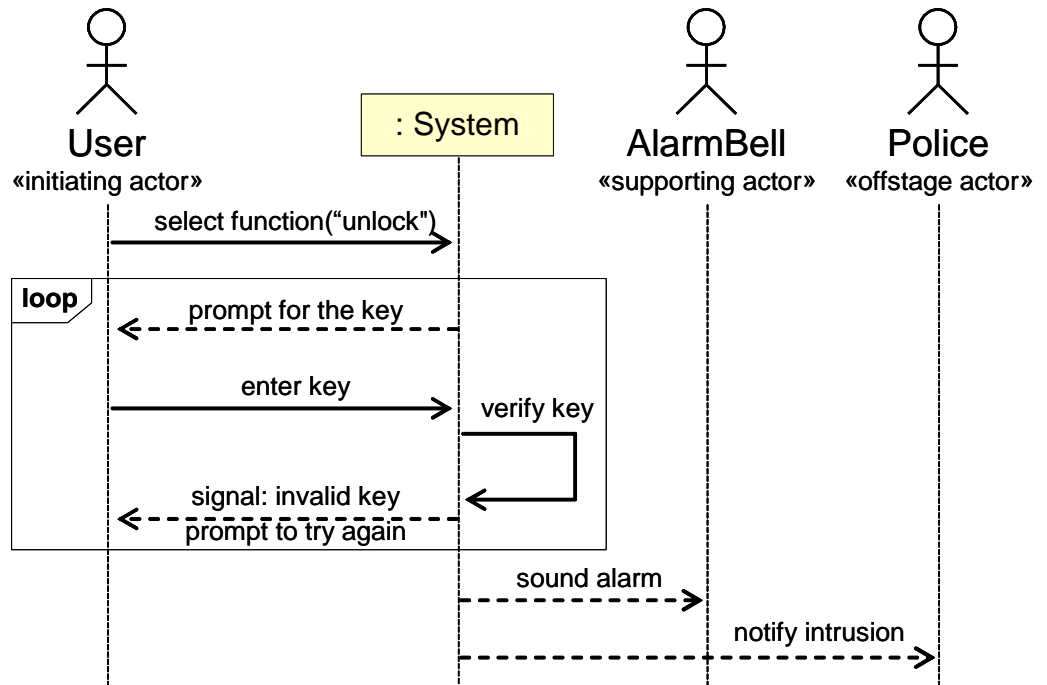 User
«initiating actor»
: System
AlarmBell
«supporting actor»
Police
«offstage actor»
select function(“unlock")
loop
prompt for the key
enter key
verify key
signal: invalid key
prompt to try again
sound alarm
notify intrusion